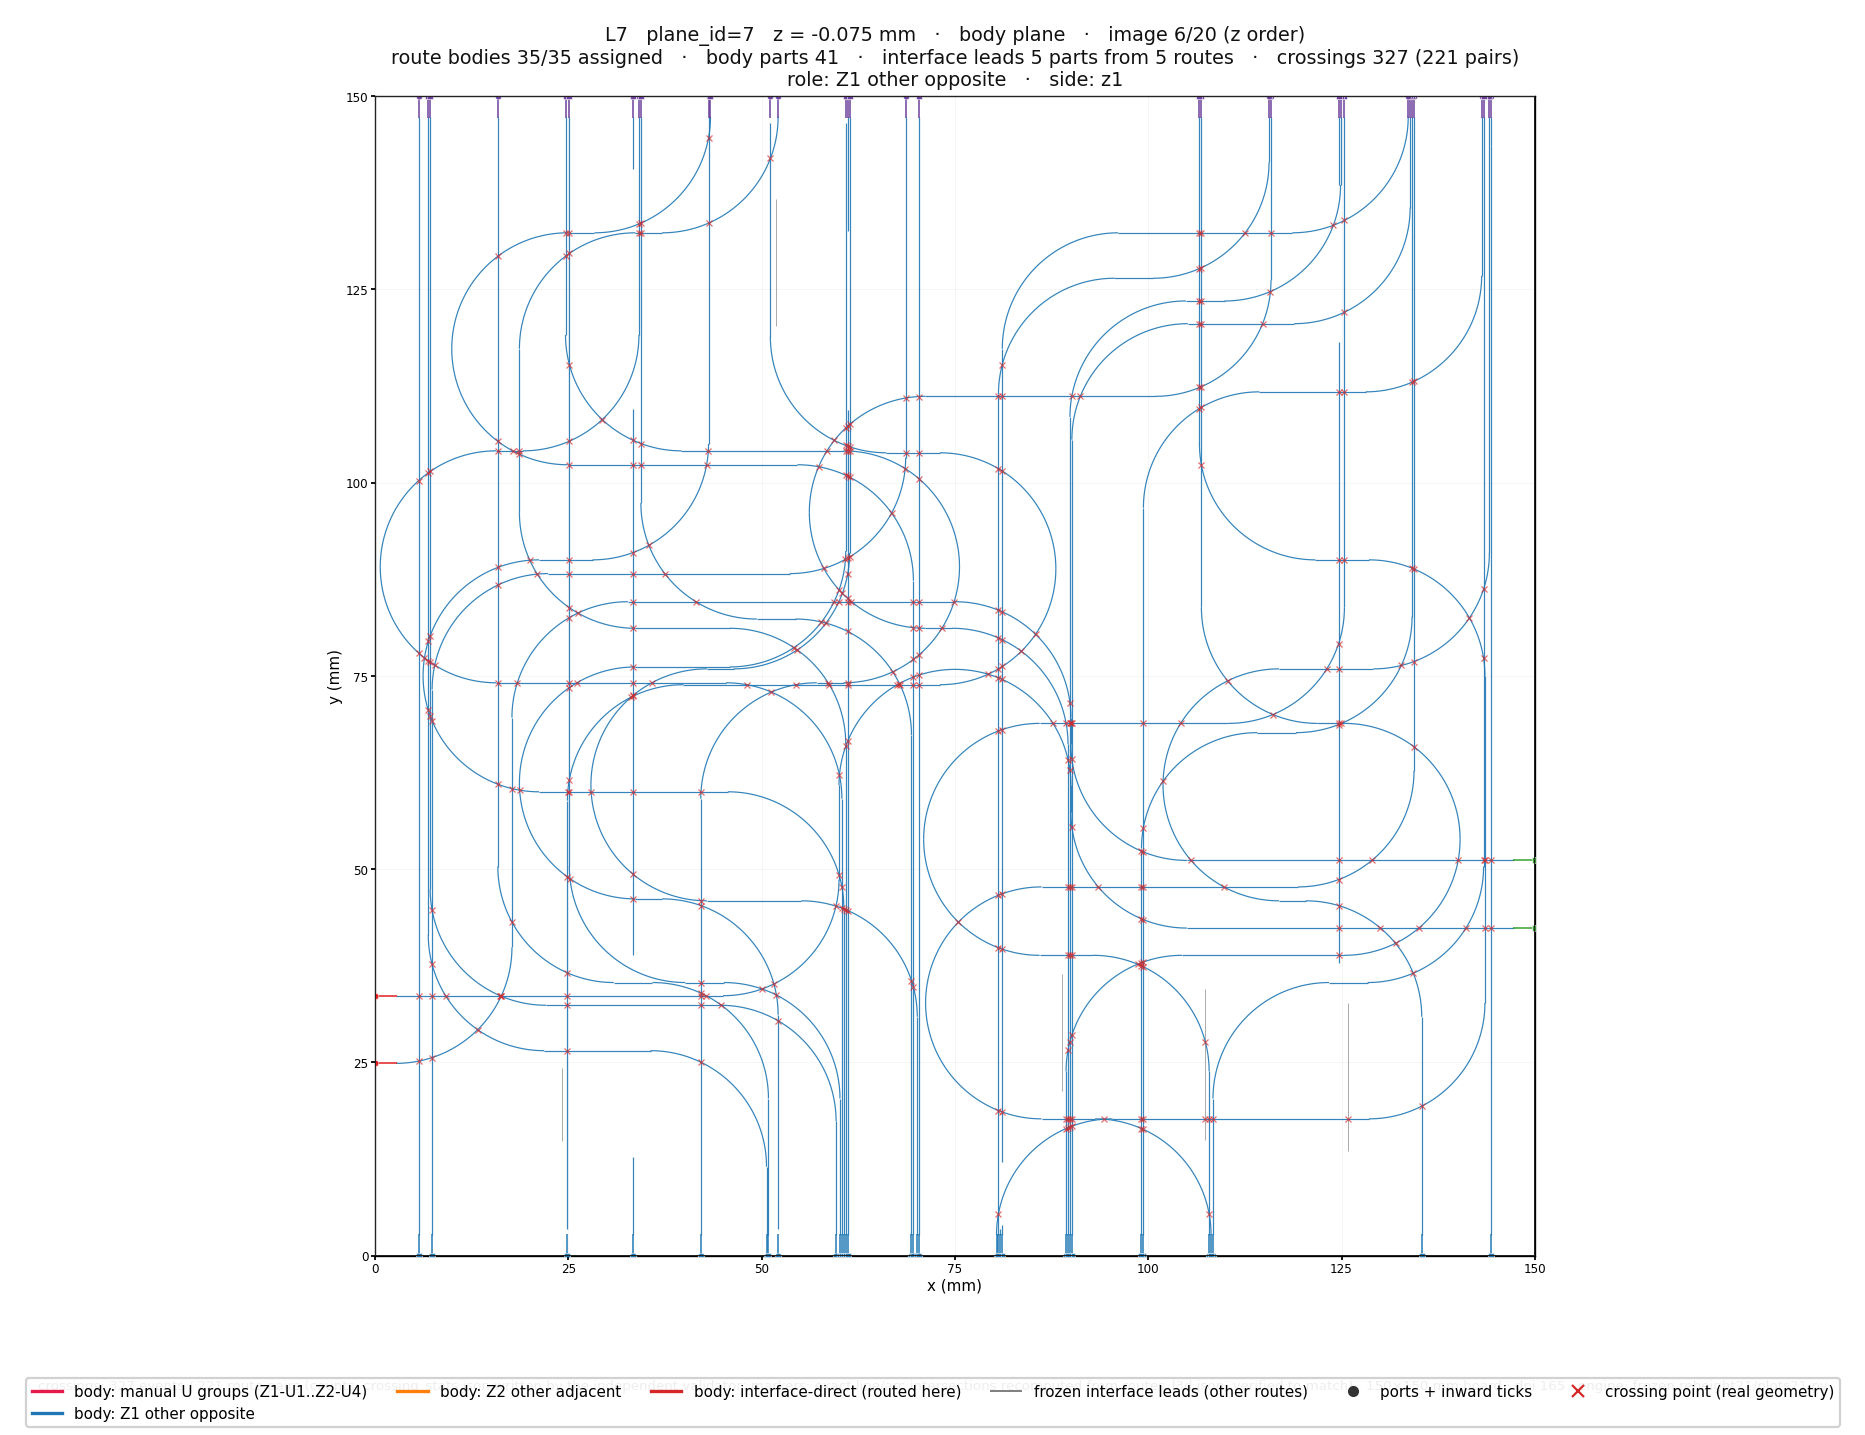 L7 plane_id=7 z = -0.075 mm · body plane · image 6/20 (z order)
route bodies 35/35 assigned · body parts 41 · interface leads 5 parts from 5 routes · crossings 327 (221 pairs)
role: Z1 other opposite · side: z1
150
125
100
75
50
25
0
y (mm)
0 25 50 75 100 125 150
x (mm)
body: manual U groups (Z1-U1..Z2-U4) body: Z2 other adjacent body: interface-direct (routed here) frozen interface leads (other routes) ports + inward ticks crossing point (real geometry)
body: Z1 other opposite